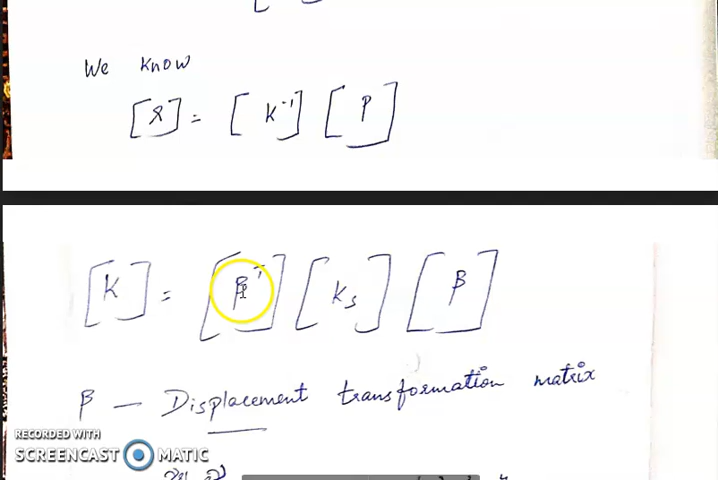 We know
[x] = [K⁻¹] [P]
[K] = [βᵀ] [Kₛ] [β]
β — Displacement transformation matrix
RECORDED WITH
SCREENCAST MATIC